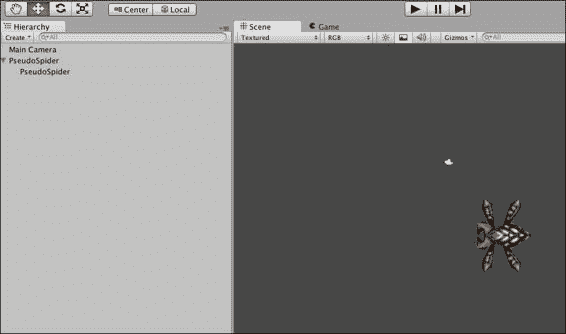 Center Local
Hierarchy
Create All
Main Camera
PseudoSpider
PseudoSpider
Scene Game
Textured RGB Gizmos All